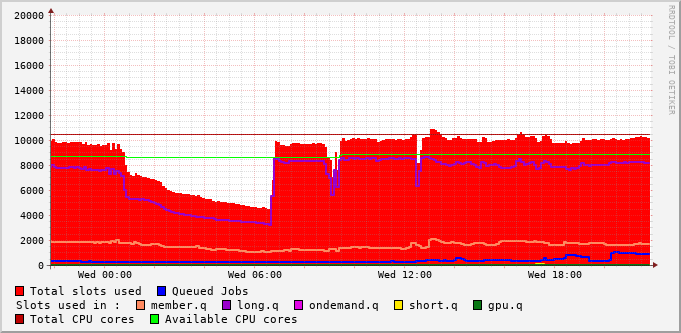 20000
18000
16000
14000
12000
10000
8000
6000
4000
2000
0
Wed 00:00 Wed 06:00 Wed 12:00 Wed 18:00
RRDTOOL / TOBI OETIKER
Total slots used Queued Jobs
Slots used in : member.q long.q ondemand.q short.q gpu.q
Total CPU cores Available CPU cores